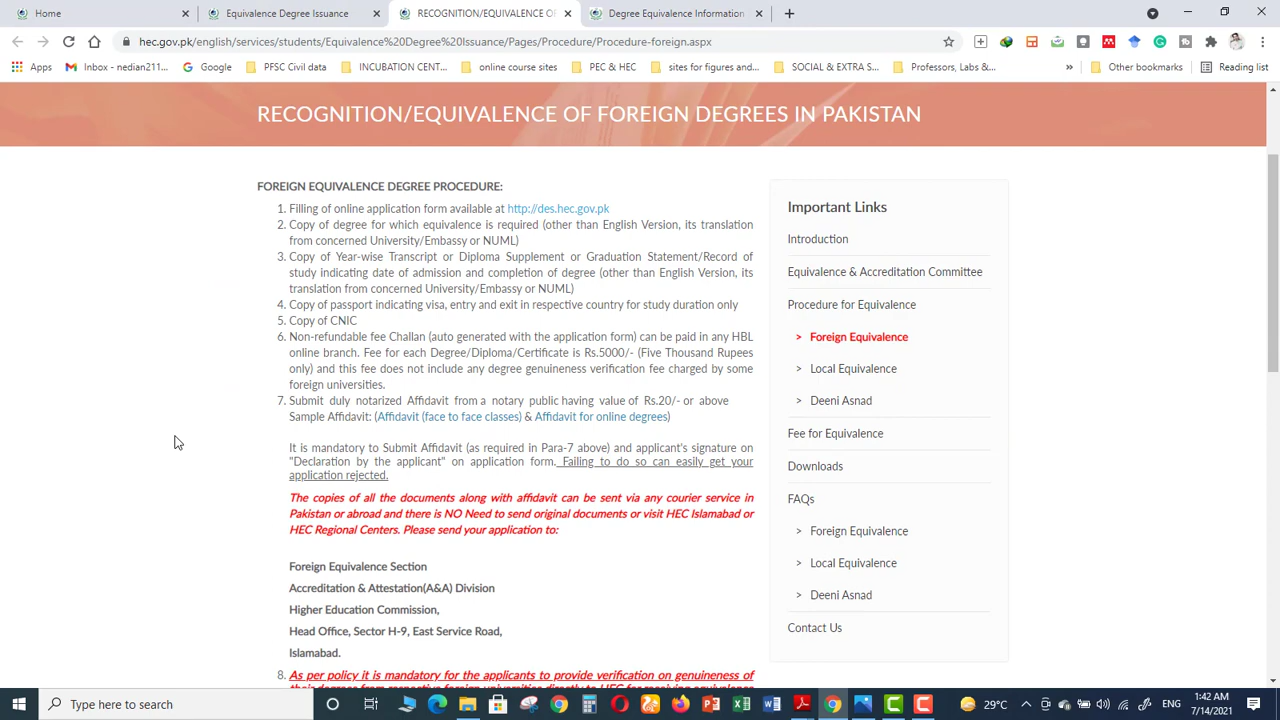 Home
Equivalence Degree Issuance
RECOGNITION/EQUIVALENCE OF
Degree Equivalence Information
hec.gov.pk/english/services/students/Equivalence%20Degree%20Issuance/Pages/Procedure/Procedure-foreign.aspx
Apps
Inbox - nedian211...
Google
PFSC Civil data
INCUBATION CENT...
online course sites
PEC & HEC
sites for figures and...
SOCIAL & EXTRA S...
Professors, Labs &...
»
Other bookmarks
Reading list
RECOGNITION/EQUIVALENCE OF FOREIGN DEGREES IN PAKISTAN
FOREIGN EQUIVALENCE DEGREE PROCEDURE:
1. Filling of online application form available at http://des.hec.gov.pk
2. Copy of degree for which equivalence is required (other than English Version, its translation
from concerned University/Embassy or NUML)
3. Copy of Year-wise Transcript or Diploma Supplement or Graduation Statement/Record of
study indicating date of admission and completion of degree (other than English Version, its
translation from concerned University/Embassy or NUML)
4. Copy of passport indicating visa, entry and exit in respective country for study duration only
5. Copy of CNIC
6. Non-refundable fee Challan (auto generated with the application form) can be paid in any HBL
online branch. Fee for each Degree/Diploma/Certificate is Rs.5000/- (Five Thousand Rupees
only) and this fee does not include any degree genuineness verification fee charged by some
foreign universities.
7. Submit duly notarized Affidavit from a notary public having value of Rs.20/- or above
Sample Affidavit: (Affidavit (face to face classes) & Affidavit for online degrees)
It is mandatory to Submit Affidavit (as required in Para-7 above) and applicant's signature on
"Declaration by the applicant" on application form. Failing to do so can easily get your
application rejected.
The copies of all the documents along with affidavit can be sent via any courier service in
Pakistan or abroad and there is NO Need to send original documents or visit HEC Islamabad or
HEC Regional Centers. Please send your application to:
Foreign Equivalence Section
Accreditation & Attestation(A&A) Division
Higher Education Commission,
Head Office, Sector H-9, East Service Road,
Islamabad.
8. As per policy it is mandatory for the applicants to provide verification on genuineness of
their degrees from respective foreign universities directly to HEC for receiving equivalence
Important Links
Introduction
Equivalence & Accreditation Committee
Procedure for Equivalence
> Foreign Equivalence
> Local Equivalence
> Deeni Asnad
Fee for Equivalence
Downloads
FAQs
> Foreign Equivalence
> Local Equivalence
> Deeni Asnad
Contact Us
Type here to search
29°C
1:42 AM
7/14/2021